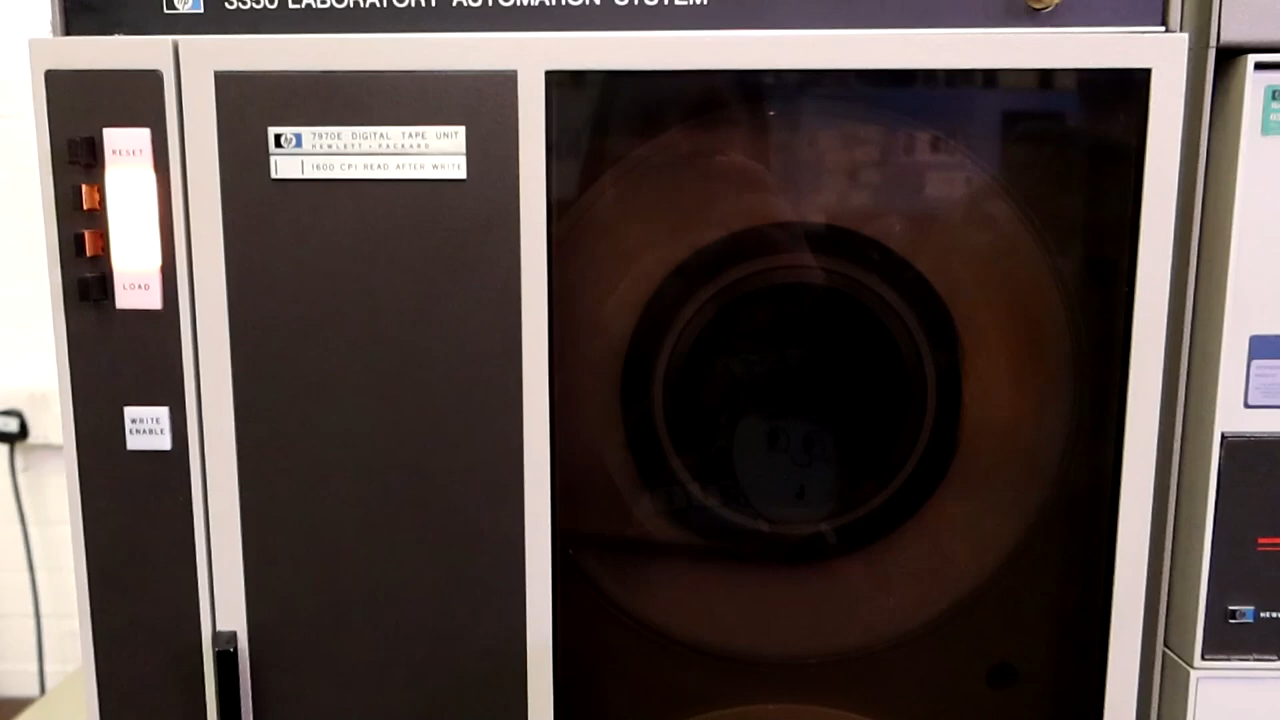 3350 LABORATORY AUTOMATION SYSTEM
7970E DIGITAL TAPE UNIT
HEWLETT • PACKARD
1600 CPI READ AFTER WRITE
RESET
LOAD
WRITE
ENABLE